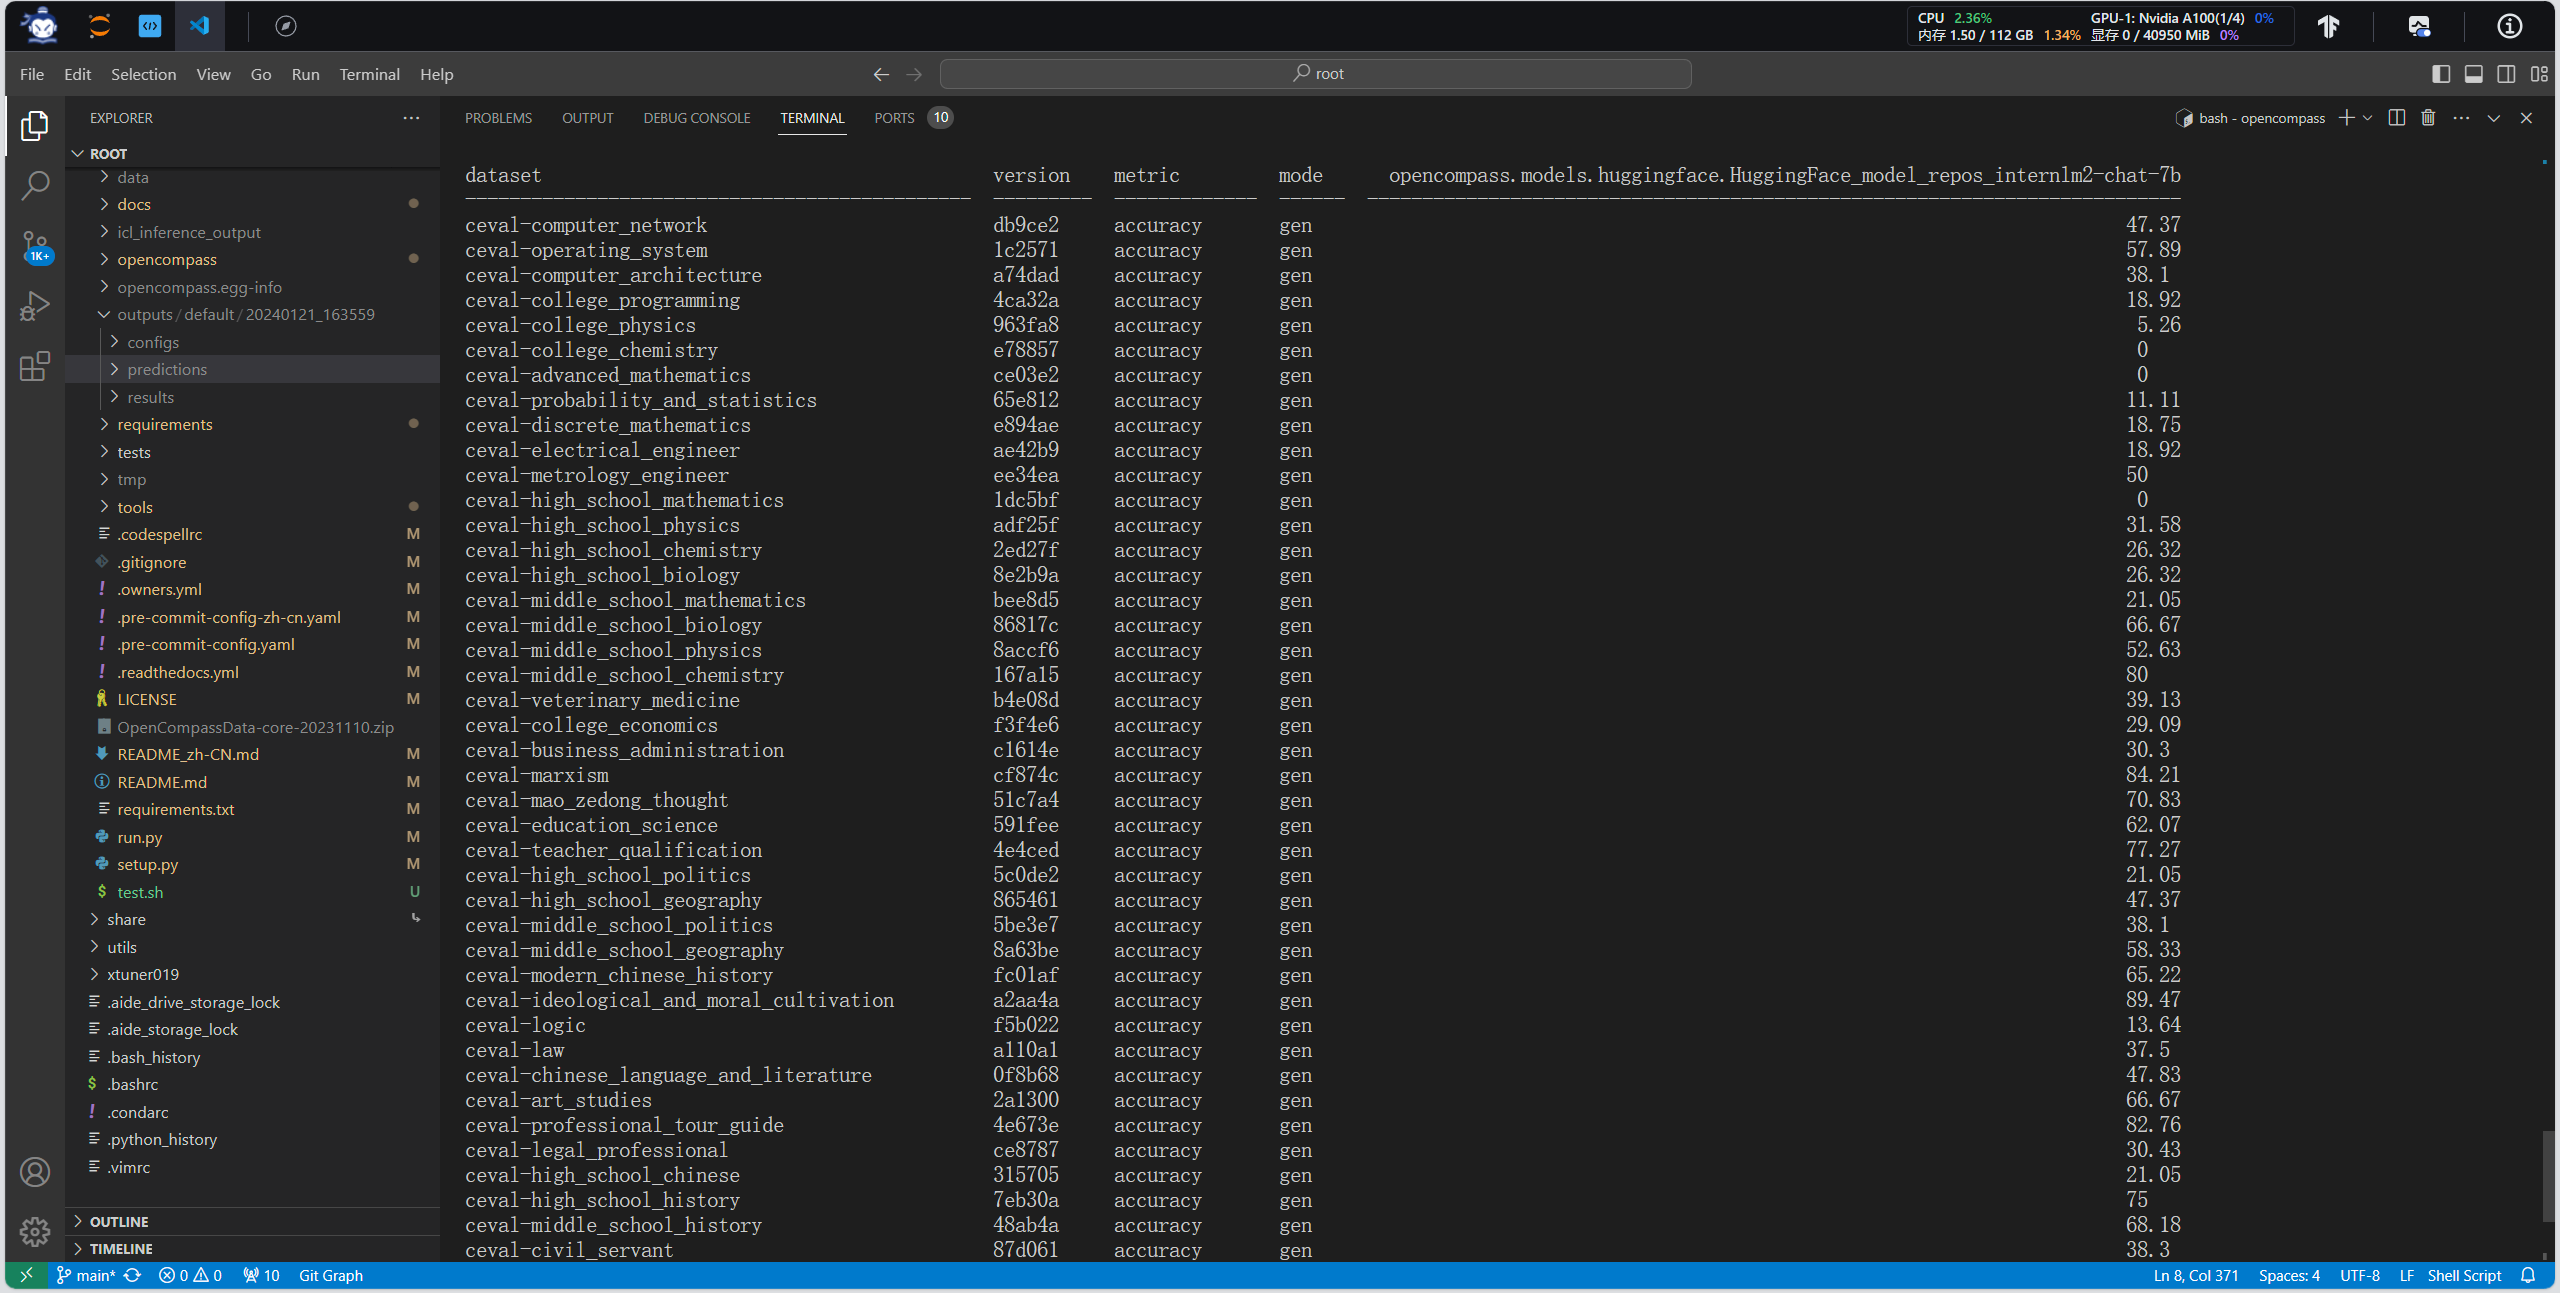 CPU 2.36% GPU-1: Nvidia A100(1/4) 0%
内存 1.50 / 112 GB 1.34% 显存 0 / 40950 MiB 0%
File Edit Selection View Go Run Terminal Help
root
EXPLORER
ROOT
data
docs
icl_inference_output
opencompass
opencompass.egg-info
outputs / default / 20240121_163559
configs
predictions
results
requirements
tests
tmp
tools
.codespellrc M
.gitignore M
.owners.yml M
.pre-commit-config-zh-cn.yaml M
.pre-commit-config.yaml M
.readthedocs.yml M
LICENSE M
OpenCompassData-core-20231110.zip
README_zh-CN.md M
README.md M
requirements.txt M
run.py M
setup.py M
test.sh U
share
utils
xtuner019
.aide_drive_storage_lock
.aide_storage_lock
.bash_history
.bashrc
.condarc
.python_history
.vimrc
OUTLINE
TIMELINE
1K+
PROBLEMS OUTPUT DEBUG CONSOLE TERMINAL PORTS 10
bash - opencompass
dataset version metric mode opencompass.models.huggingface.HuggingFace_model_repos_internlm2-chat-7b
ceval-computer_network db9ce2 accuracy gen 47.37
ceval-operating_system 1c2571 accuracy gen 57.89
ceval-computer_architecture a74dad accuracy gen 38.1
ceval-college_programming 4ca32a accuracy gen 18.92
ceval-college_physics 963fa8 accuracy gen 5.26
ceval-college_chemistry e78857 accuracy gen 0
ceval-advanced_mathematics ce03e2 accuracy gen 0
ceval-probability_and_statistics 65e812 accuracy gen 11.11
ceval-discrete_mathematics e894ae accuracy gen 18.75
ceval-electrical_engineer ae42b9 accuracy gen 18.92
ceval-metrology_engineer ee34ea accuracy gen 50
ceval-high_school_mathematics 1dc5bf accuracy gen 0
ceval-high_school_physics adf25f accuracy gen 31.58
ceval-high_school_chemistry 2ed27f accuracy gen 26.32
ceval-high_school_biology 8e2b9a accuracy gen 26.32
ceval-middle_school_mathematics bee8d5 accuracy gen 21.05
ceval-middle_school_biology 86817c accuracy gen 66.67
ceval-middle_school_physics 8accf6 accuracy gen 52.63
ceval-middle_school_chemistry 167a15 accuracy gen 80
ceval-veterinary_medicine b4e08d accuracy gen 39.13
ceval-college_economics f3f4e6 accuracy gen 29.09
ceval-business_administration c1614e accuracy gen 30.3
ceval-marxism cf874c accuracy gen 84.21
ceval-mao_zedong_thought 51c7a4 accuracy gen 70.83
ceval-education_science 591fee accuracy gen 62.07
ceval-teacher_qualification 4e4ced accuracy gen 77.27
ceval-high_school_politics 5c0de2 accuracy gen 21.05
ceval-high_school_geography 865461 accuracy gen 47.37
ceval-middle_school_politics 5be3e7 accuracy gen 38.1
ceval-middle_school_geography 8a63be accuracy gen 58.33
ceval-modern_chinese_history fc01af accuracy gen 65.22
ceval-ideological_and_moral_cultivation a2aa4a accuracy gen 89.47
ceval-logic f5b022 accuracy gen 13.64
ceval-law a110a1 accuracy gen 37.5
ceval-chinese_language_and_literature 0f8b68 accuracy gen 47.83
ceval-art_studies 2a1300 accuracy gen 66.67
ceval-professional_tour_guide 4e673e accuracy gen 82.76
ceval-legal_professional ce8787 accuracy gen 30.43
ceval-high_school_chinese 315705 accuracy gen 21.05
ceval-high_school_history 7eb30a accuracy gen 75
ceval-middle_school_history 48ab4a accuracy gen 68.18
ceval-civil_servant 87d061 accuracy gen 38.3
main* 0 0 10 Git Graph Ln 8, Col 371 Spaces: 4 UTF-8 LF Shell Script